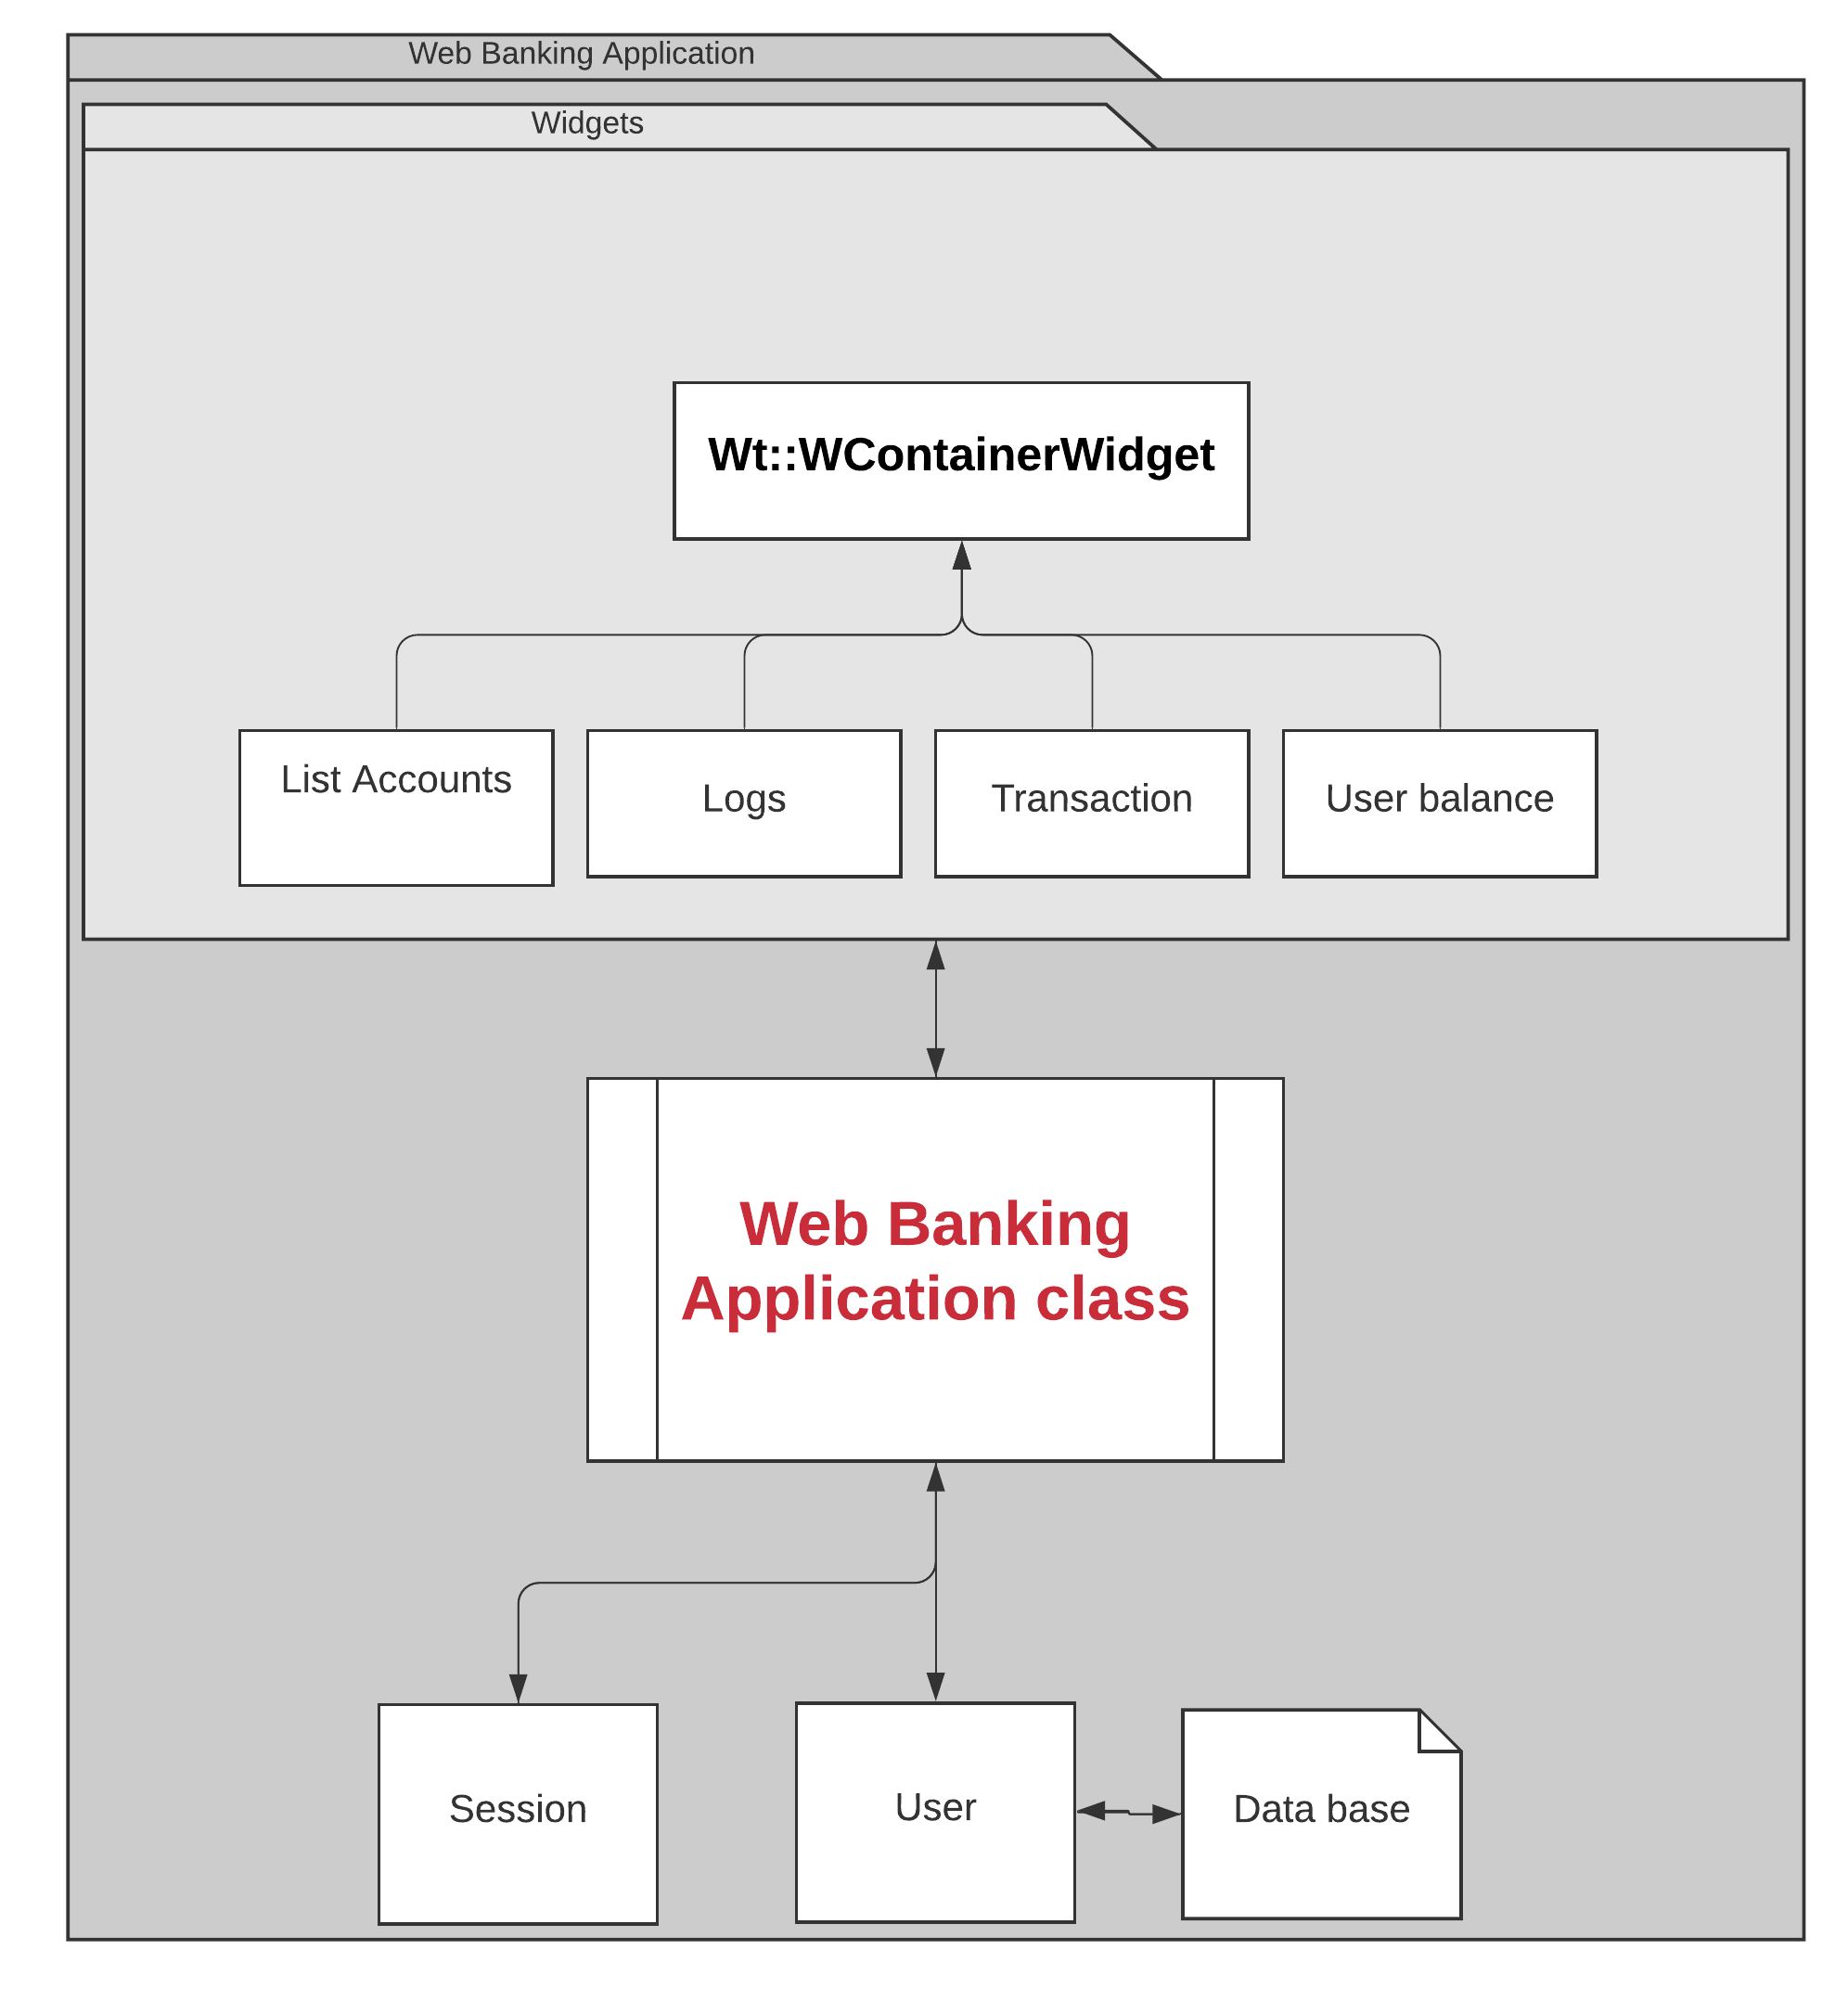 Web Banking Application
Widgets
Wt::WContainerWidget
List Accounts
Logs
Transaction
User balance
Web Banking
Application class
Session
User
Data base